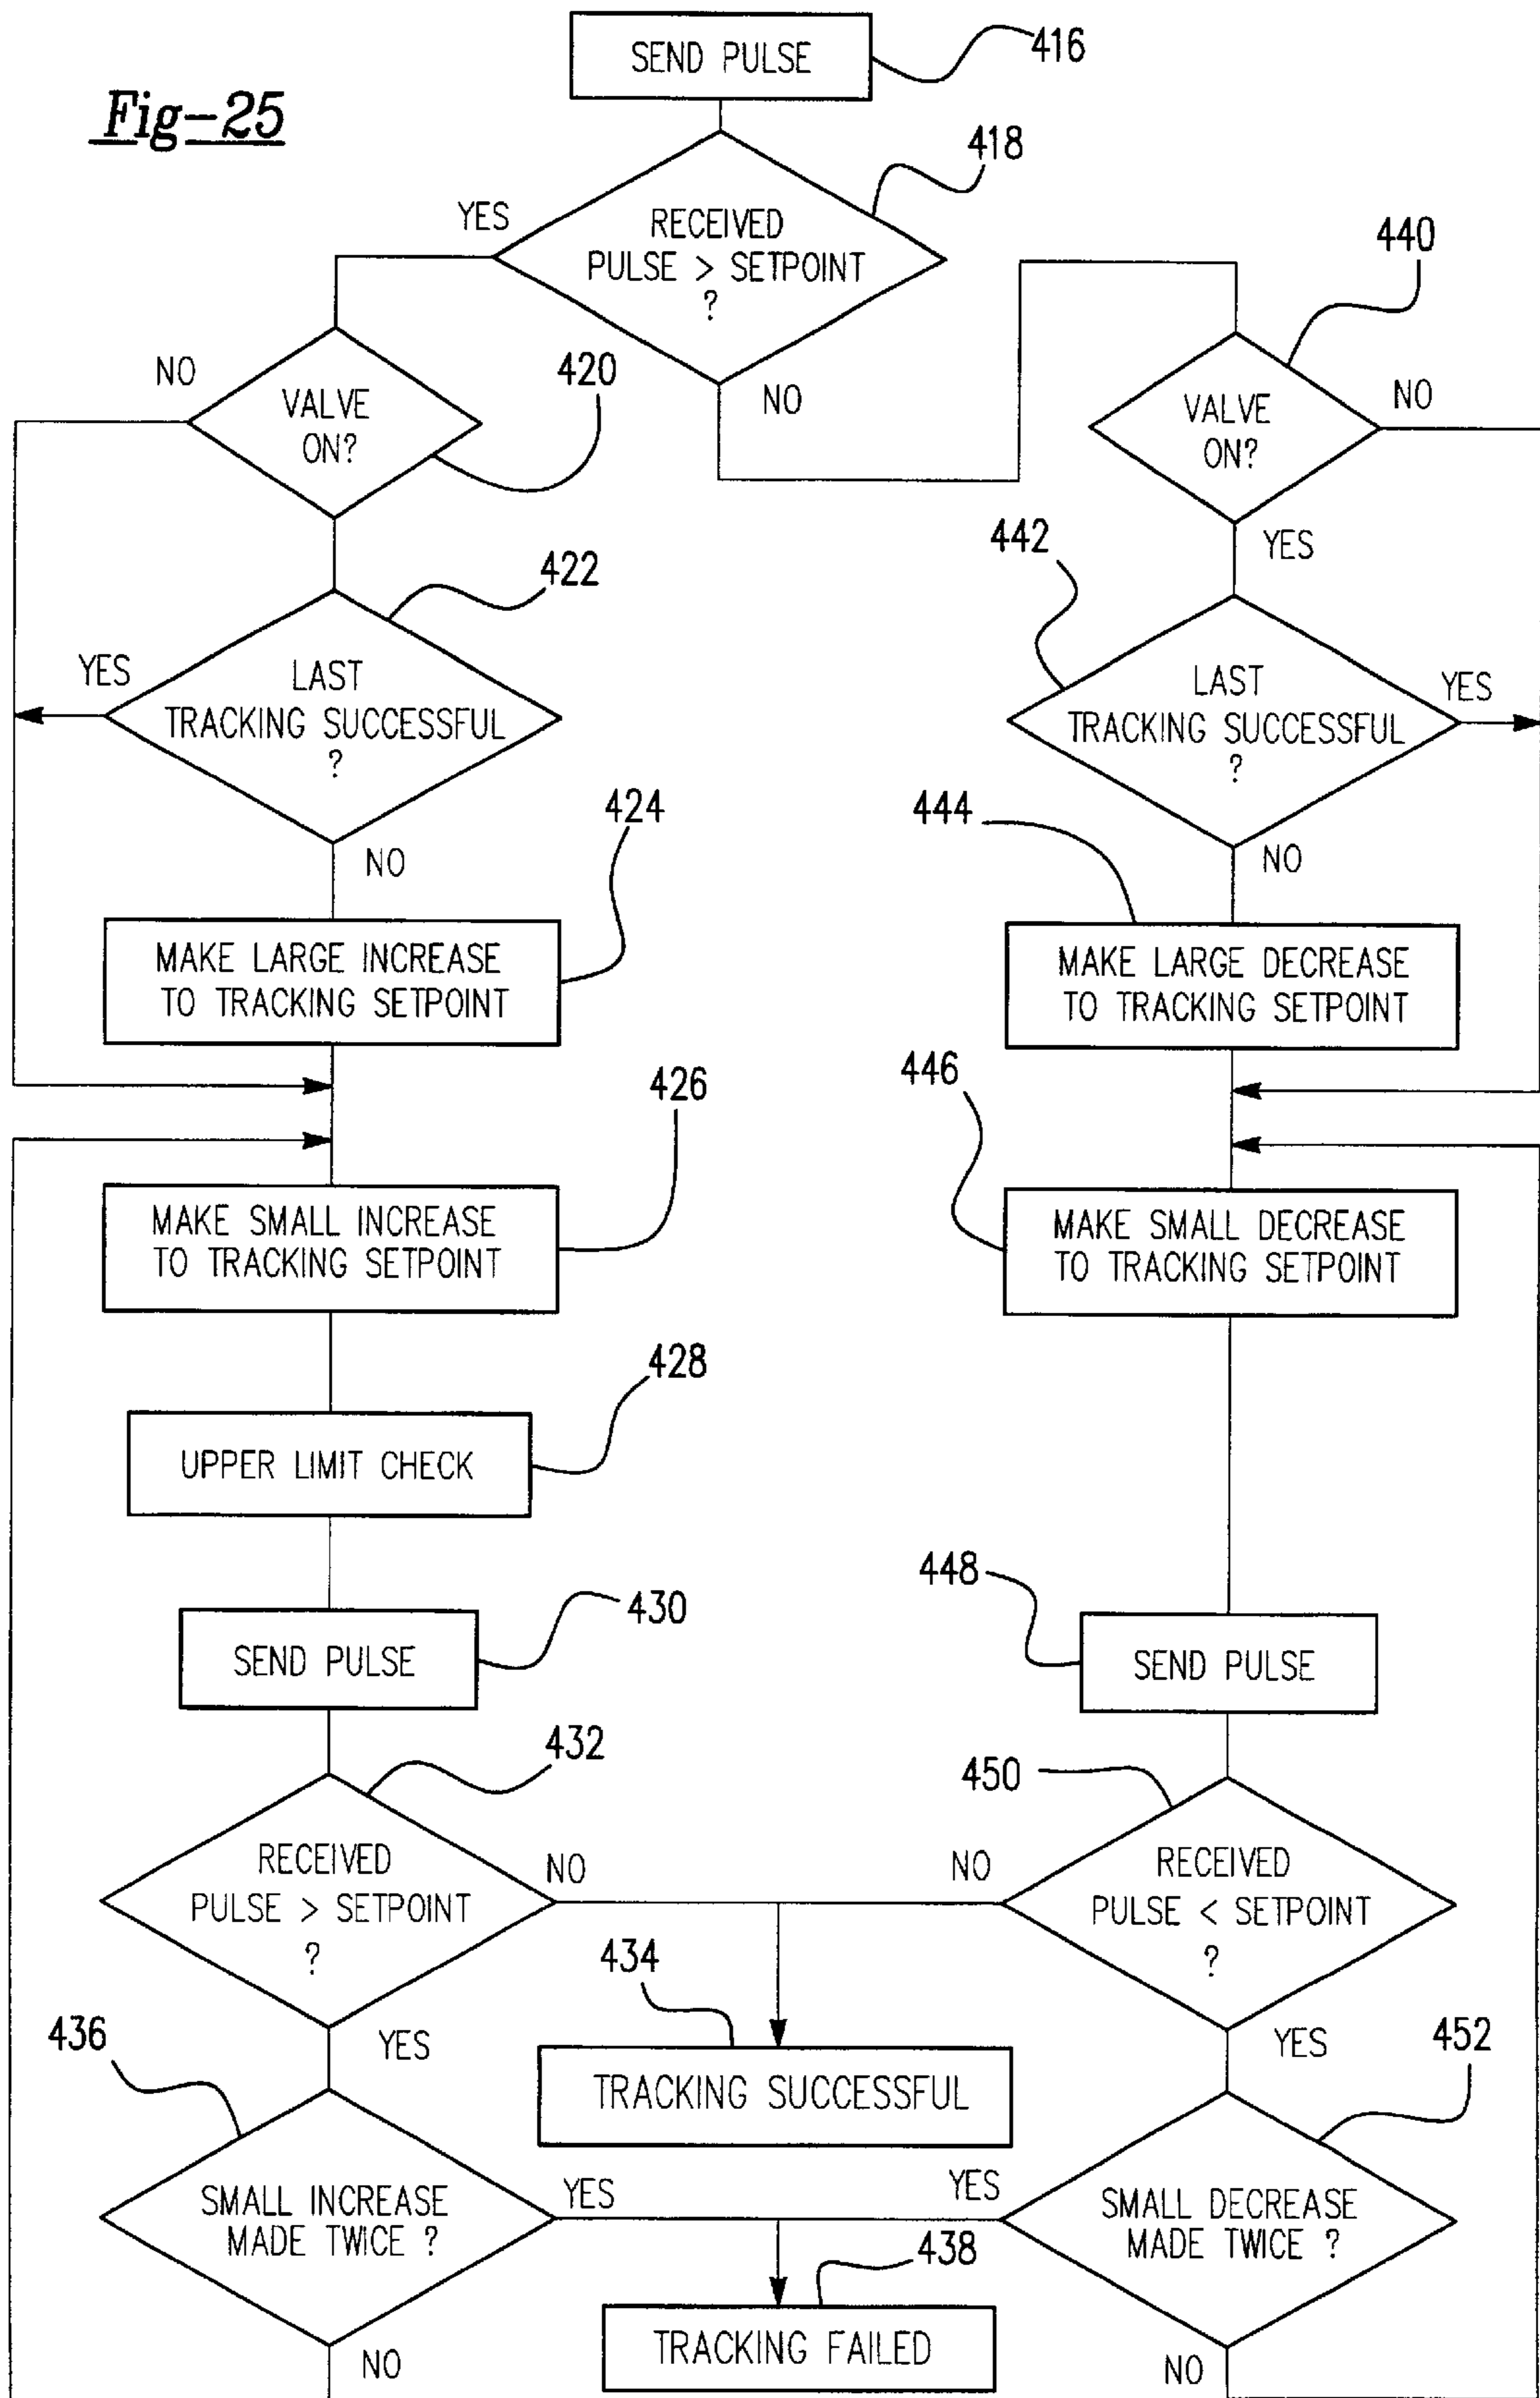 Fig-25
SEND PULSE
416
418
YES
RECEIVED
PULSE > SETPOINT
?
NO
440
NO
VALVE
ON?
420
VALVE
ON?
NO
YES
422
442
YES
LAST
TRACKING SUCCESSFUL
?
NO
LAST
TRACKING SUCCESSFUL
?
YES
NO
424
444
MAKE LARGE INCREASE
TO TRACKING SETPOINT
MAKE LARGE DECREASE
TO TRACKING SETPOINT
426
446
MAKE SMALL INCREASE
TO TRACKING SETPOINT
MAKE SMALL DECREASE
TO TRACKING SETPOINT
428
UPPER LIMIT CHECK
430
448
SEND PULSE
SEND PULSE
432
450
RECEIVED
PULSE > SETPOINT
?
NO
NO
RECEIVED
PULSE < SETPOINT
?
434
YES
YES
436
452
TRACKING SUCCESSFUL
SMALL INCREASE
MADE TWICE ?
YES
YES
SMALL DECREASE
MADE TWICE ?
438
TRACKING FAILED
NO
NO